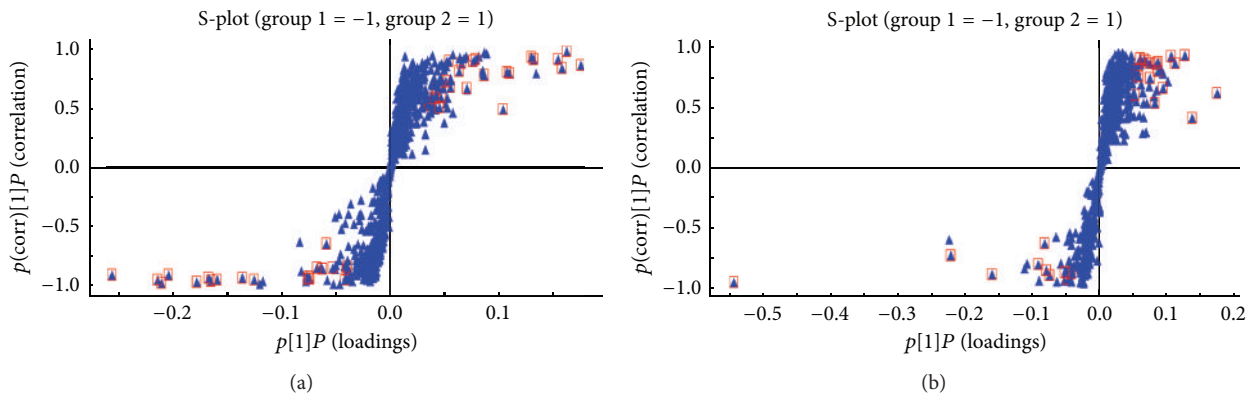 S-plot (group 1 = −1, group 2 = 1)
p(corr)[1]P (correlation)
1.0
0.5
0.0
−0.5
−1.0
−0.2
−0.1
0.0
0.1
p[1]P (loadings)
(a)
S-plot (group 1 = −1, group 2 = 1)
p(corr)[1]P (correlation)
1.0
0.5
0.0
−0.5
−1.0
−0.5
−0.4
−0.3
−0.2
−0.1
0.0
0.1
0.2
p[1]P (loadings)
(b)